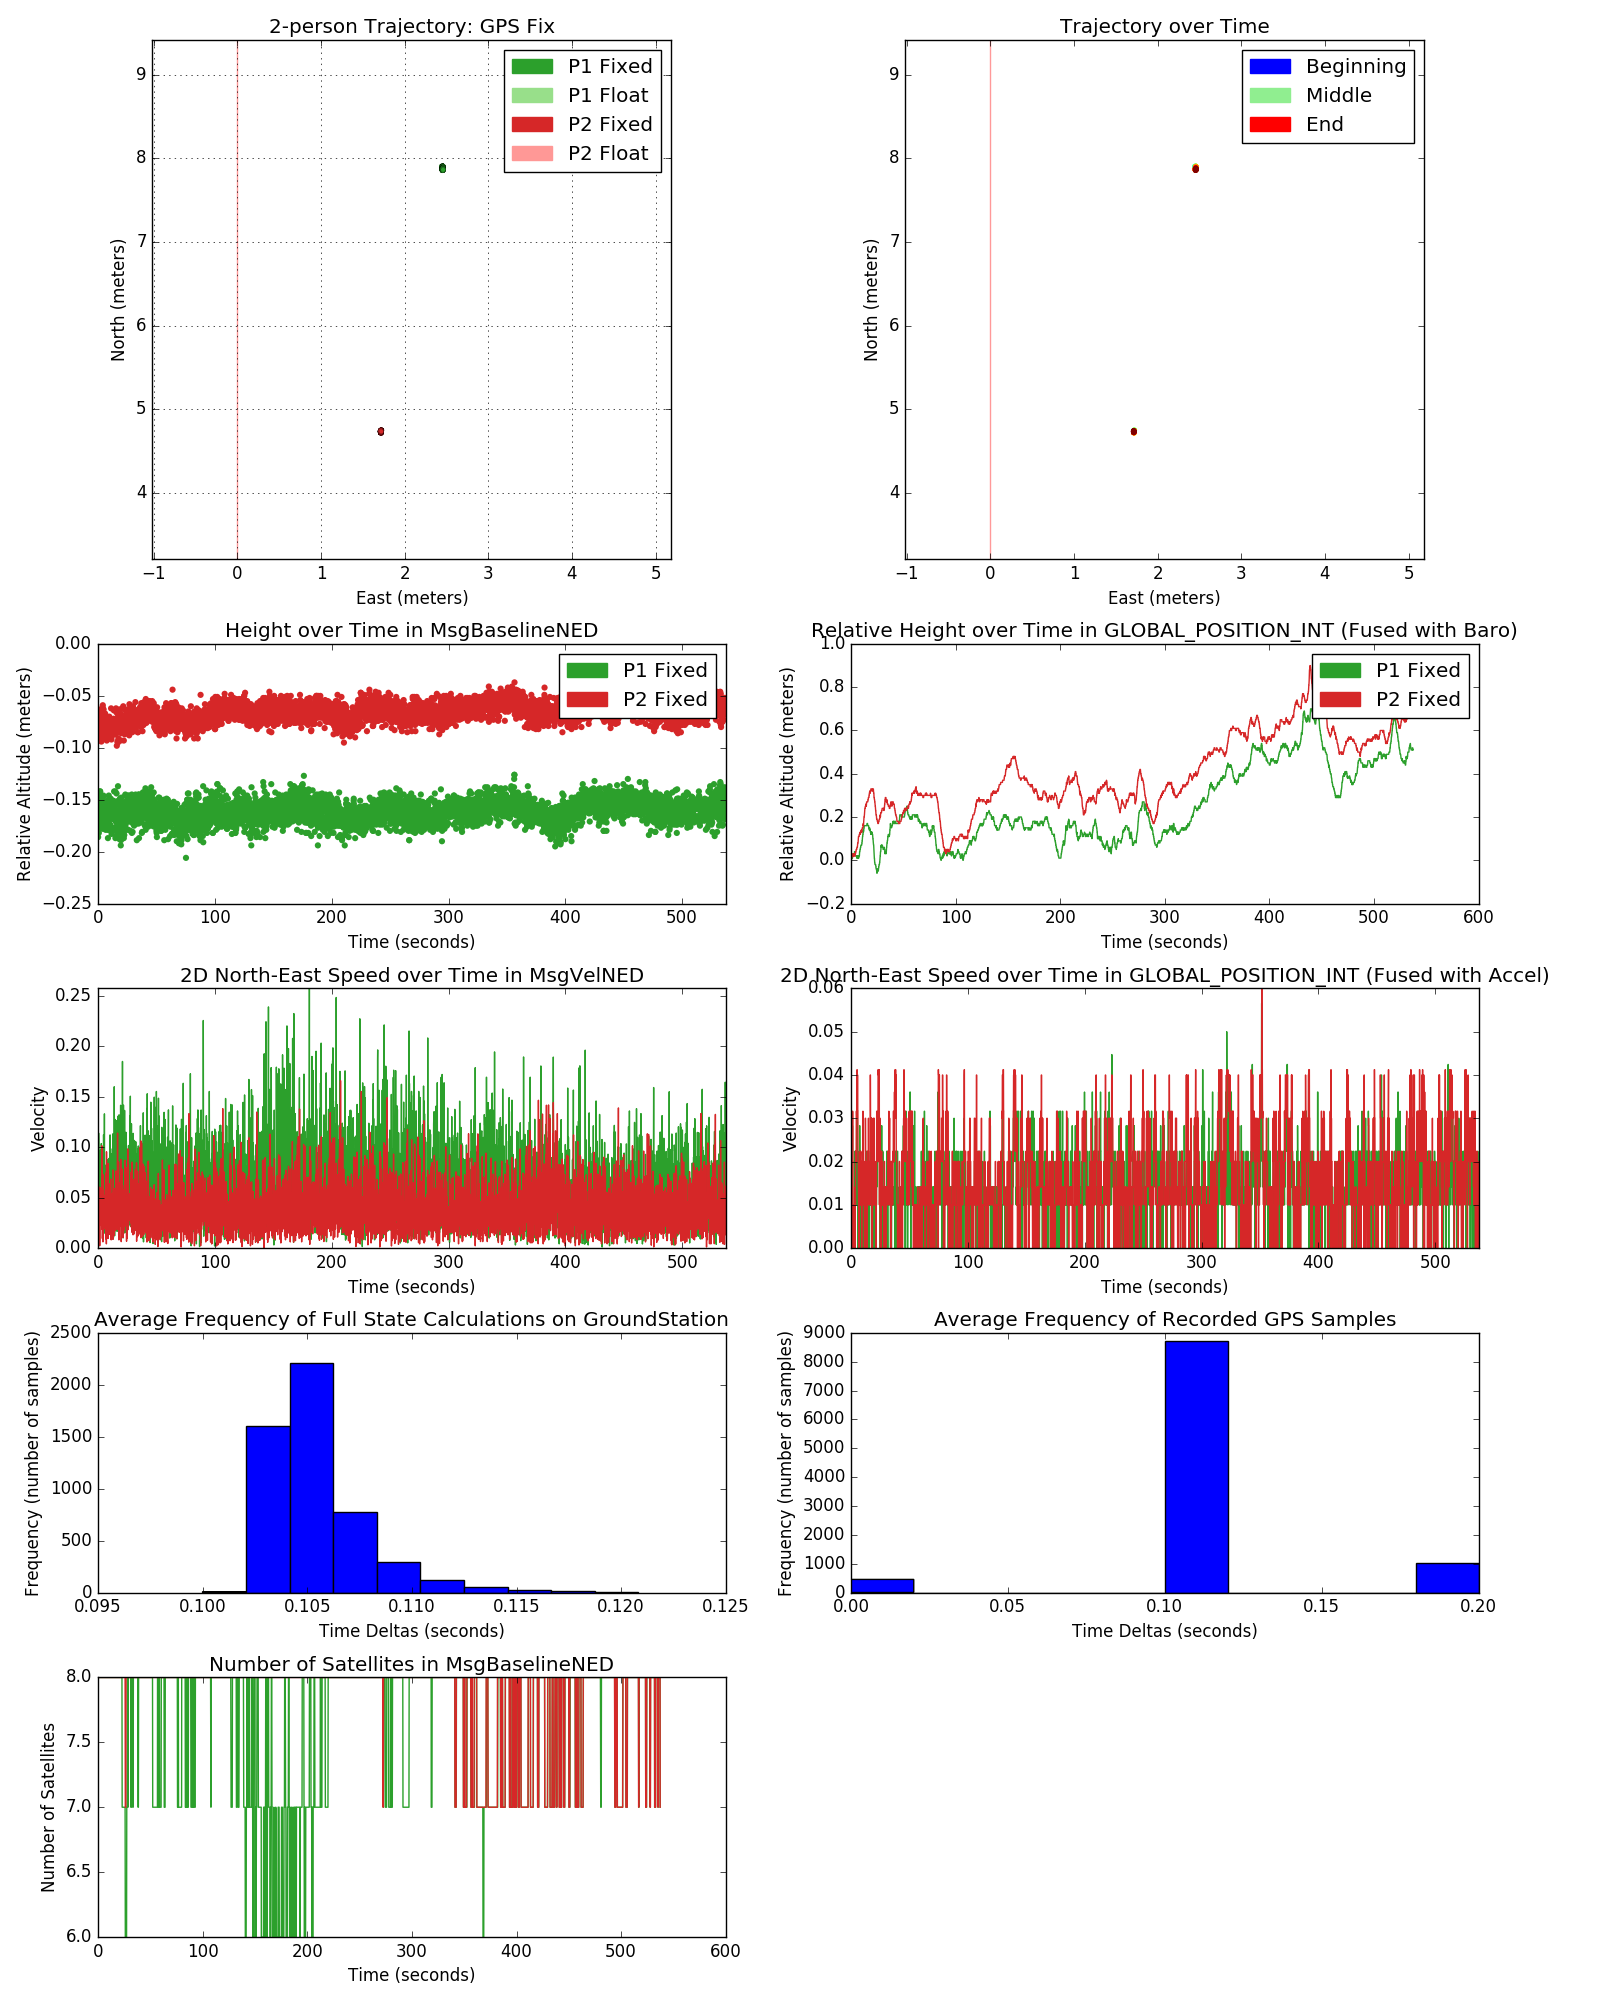 2-person Trajectory: GPS Fix
P1 Fixed
P1 Float
P2 Fixed
P2 Float
9
8
7
6
5
4
North (meters)
−1 0 1 2 3 4 5
East (meters)
Trajectory over Time
Beginning
Middle
End
9
8
7
6
5
4
North (meters)
−1 0 1 2 3 4 5
East (meters)
Height over Time in MsgBaselineNED
P1 Fixed
P2 Fixed
0.00
−0.05
−0.10
−0.15
−0.20
−0.25
Relative Altitude (meters)
0 100 200 300 400 500
Time (seconds)
Relative Height over Time in GLOBAL_POSITION_INT (Fused with Baro)
P1 Fixed
P2 Fixed
1.0
0.8
0.6
0.4
0.2
0.0
−0.2
Relative Altitude (meters)
0 100 200 300 400 500 600
Time (seconds)
2D North-East Speed over Time in MsgVelNED
0.25
0.20
0.15
0.10
0.05
0.00
Velocity
0 100 200 300 400 500
Time (seconds)
2D North-East Speed over Time in GLOBAL_POSITION_INT (Fused with Accel)
0.06
0.05
0.04
0.03
0.02
0.01
0.00
Velocity
0 100 200 300 400 500
Time (seconds)
Average Frequency of Full State Calculations on GroundStation
2500
2000
1500
1000
500
0
Frequency (number of samples)
0.095 0.100 0.105 0.110 0.115 0.120 0.125
Time Deltas (seconds)
Average Frequency of Recorded GPS Samples
9000
8000
7000
6000
5000
4000
3000
2000
1000
0
Frequency (number of samples)
0.00 0.05 0.10 0.15 0.20
Time Deltas (seconds)
Number of Satellites in MsgBaselineNED
8.0
7.5
7.0
6.5
6.0
Number of Satellites
0 100 200 300 400 500 600
Time (seconds)